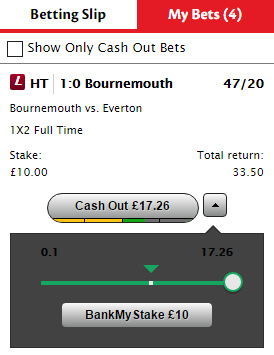 Betting Slip My Bets (4)
Show Only Cash Out Bets
L HT 1:0 Bournemouth 47/20
Bournemouth vs. Everton
1X2 Full Time
Stake: Total return:
£10.00 33.50
Cash Out £17.26
0.1 17.26
BankMyStake £10